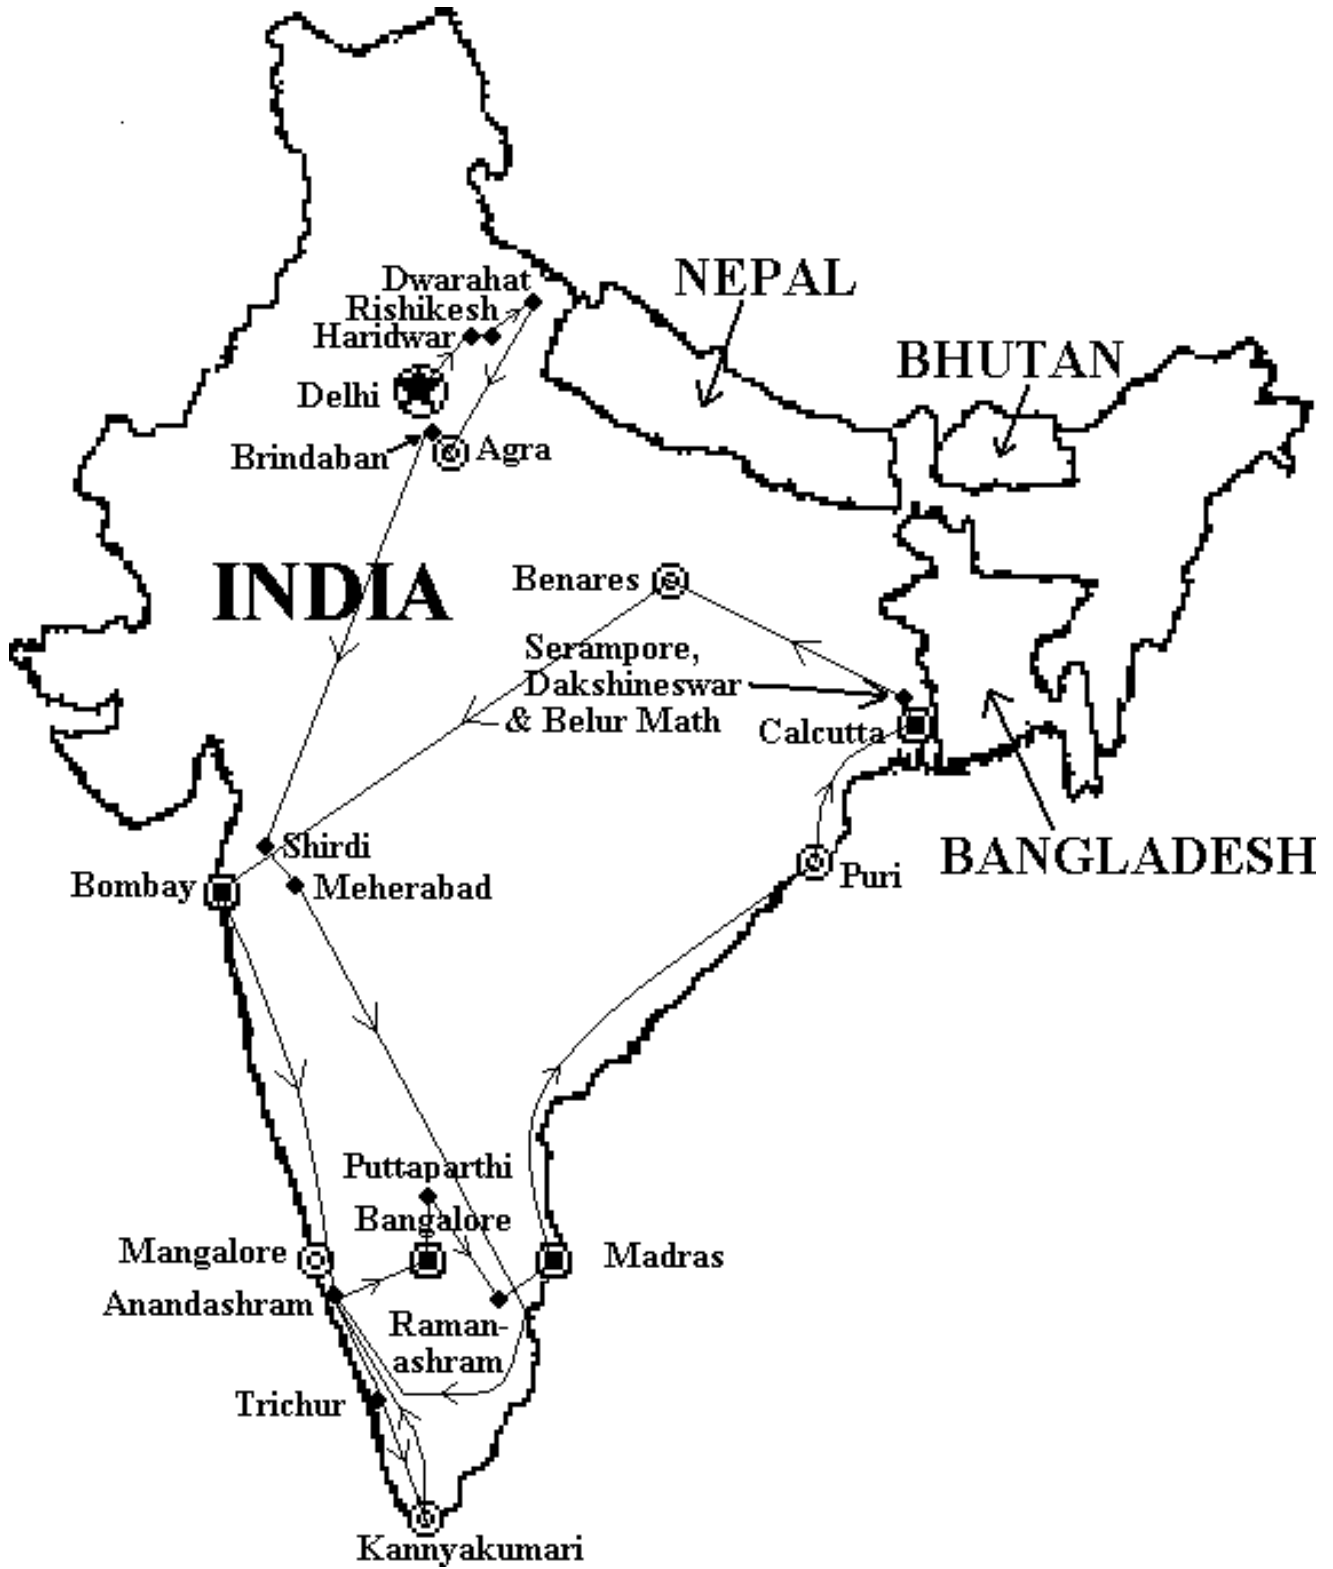 NEPAL
Dwarahat
Rishikesh
Haridwar
BHUTAN
Delhi
Brindaban
Agra
INDIA
Benares
Serampore,
Dakshineswar
& Belur Math
Calcutta
BANGLADESH
Shirdi
Bombay
Meherabad
Puri
Puttaparthi
Bangalore
Mangalore
Madras
Anandashram
Raman-
ashram
Trichur
Kannyakumari